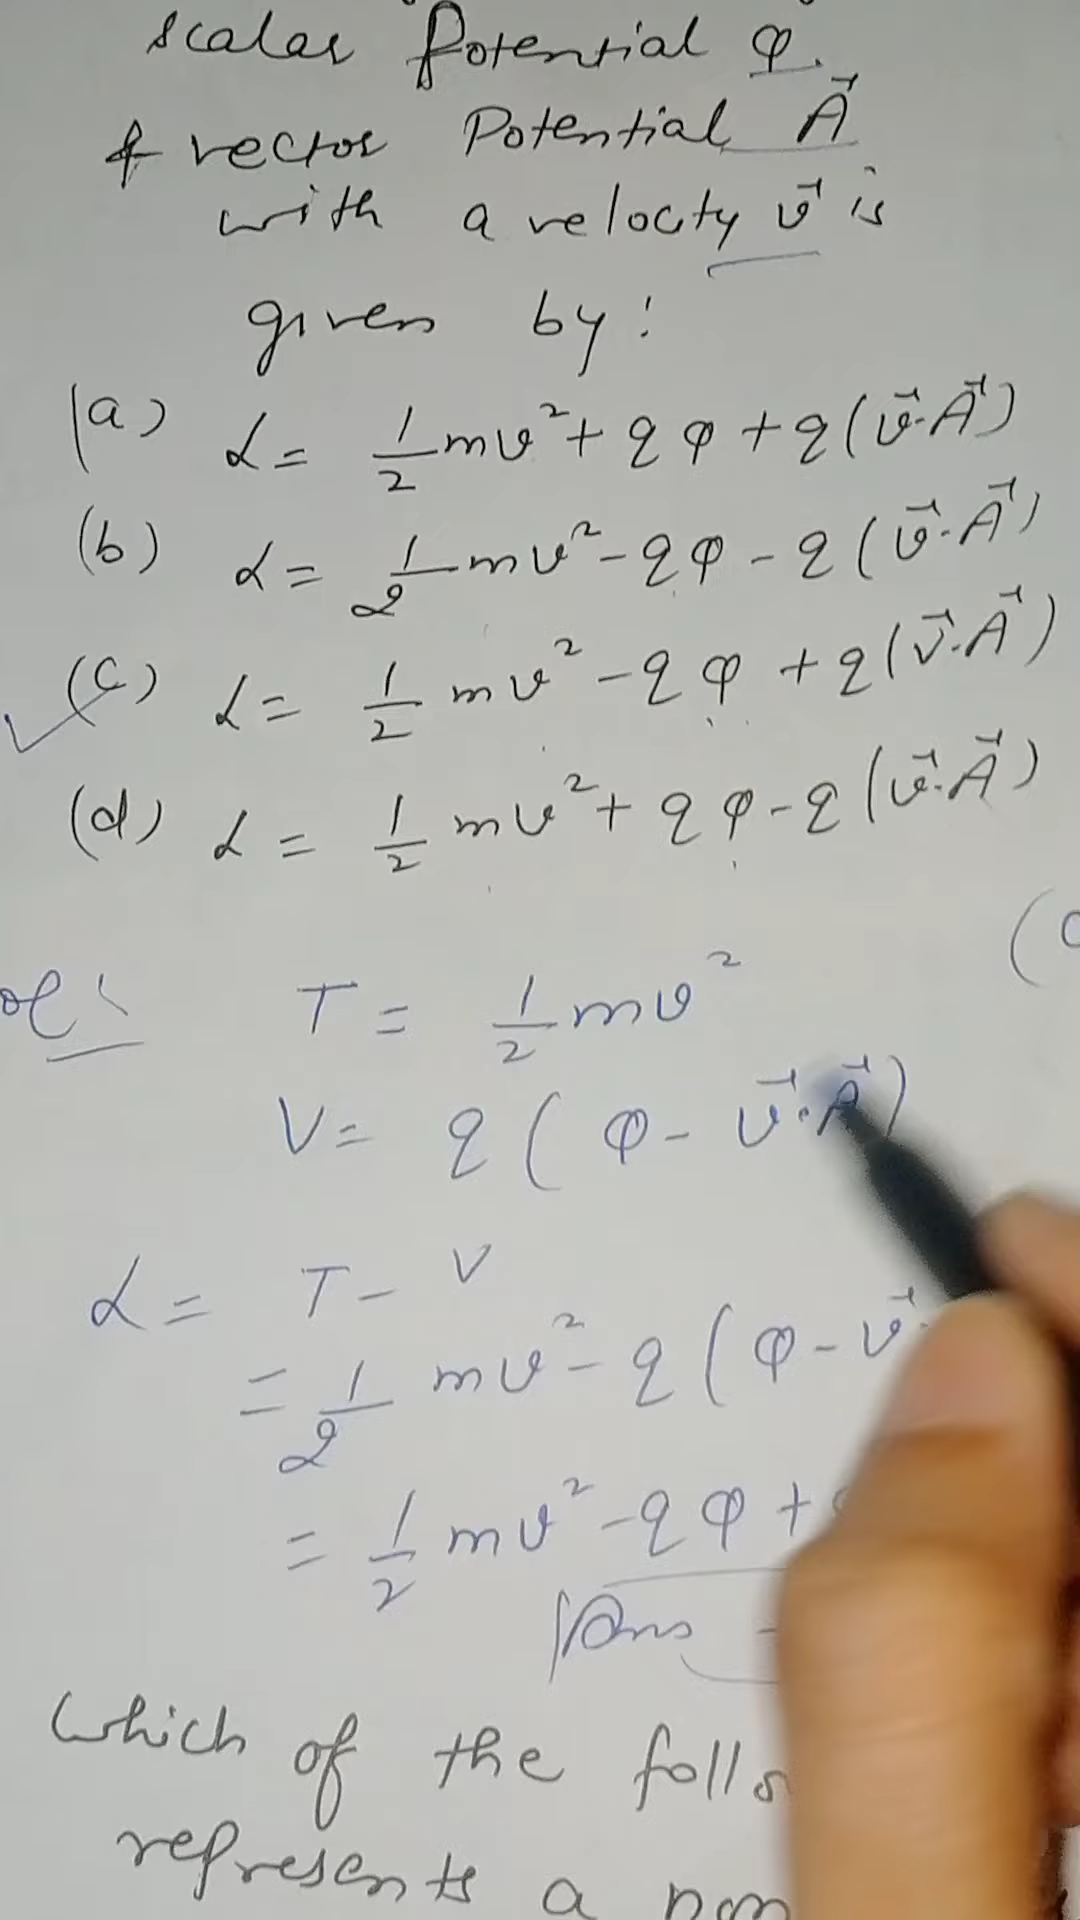 scalar Potential φ.
& vector Potential A⃗
with a velocty v⃗ is
given by:
(a) L = 1/2 mv² + qφ + q(v⃗·A⃗)
(b) L = 1/2 mv² - qφ - q(v⃗·A⃗)
(c) L = 1/2 mv² - qφ + q(v⃗·A⃗)
(d) L = 1/2 mv² + qφ - q(v⃗·A⃗)
T = 1/2 mv²
V = q(φ - v⃗·A⃗)
L = T - V
= 1/2 mv² - q(φ - v⃗·
= 1/2 mv² - qφ +
Ans
which of the
represents a